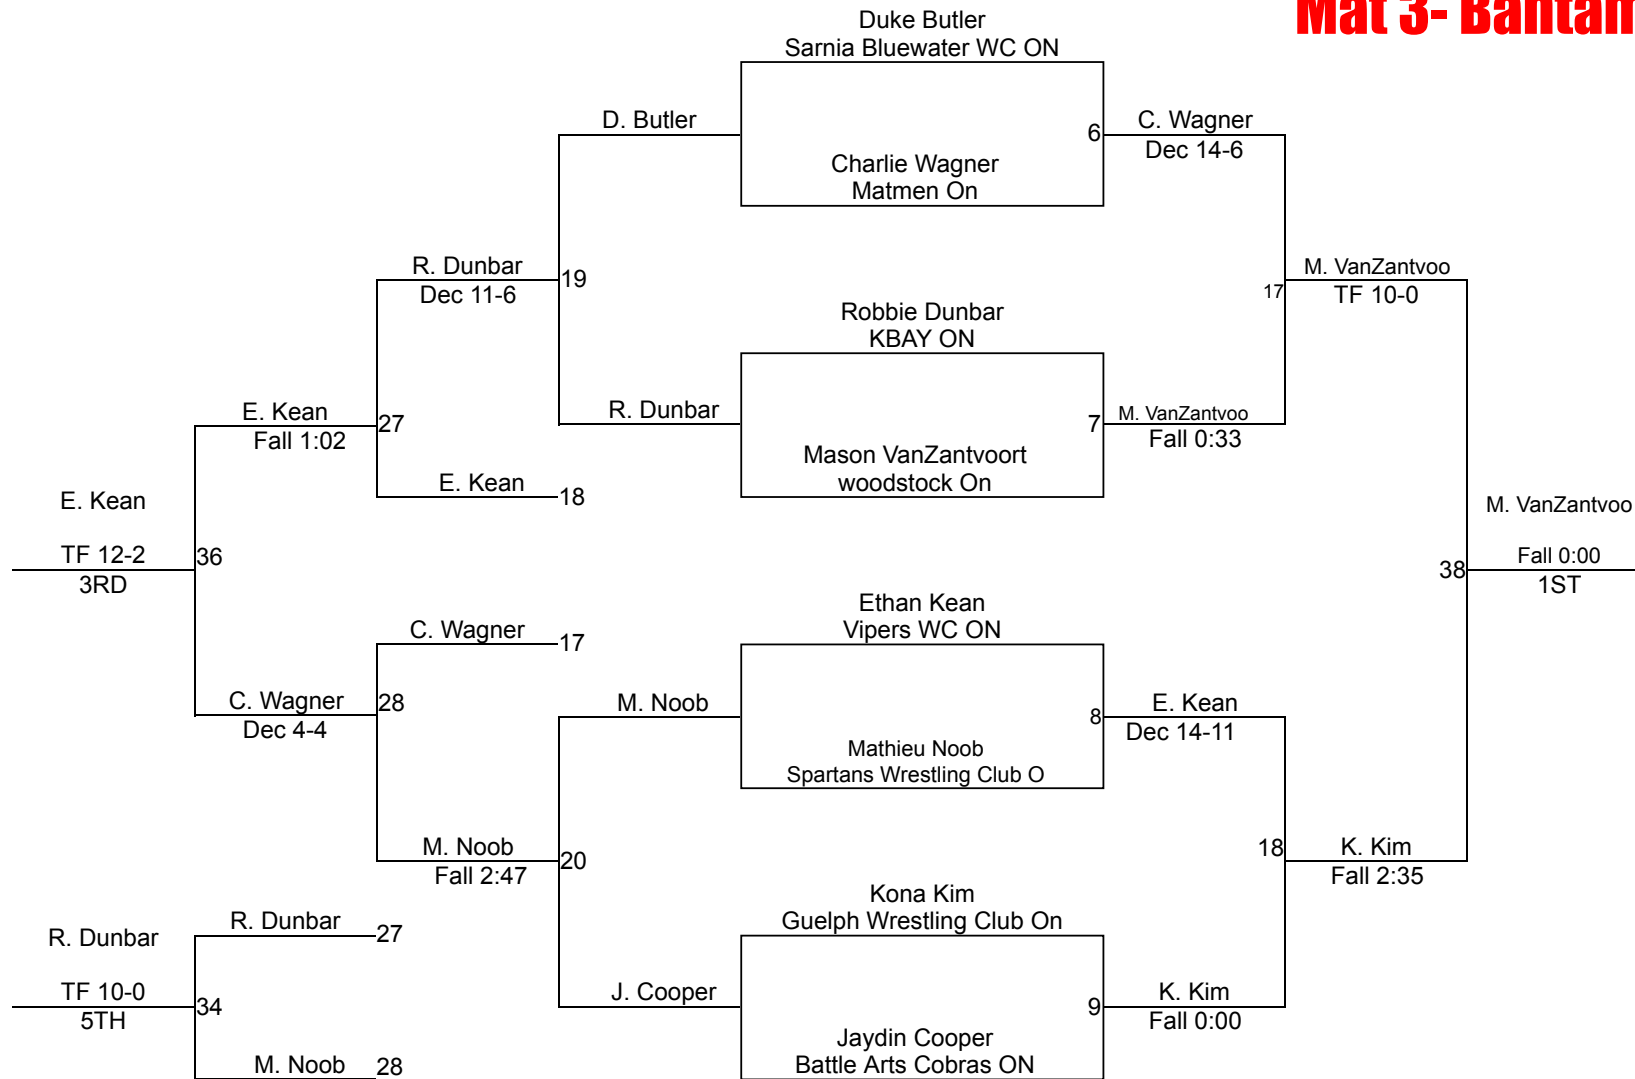 Mat 3- Bantam
Duke Butler
Sarnia Bluewater WC ON
D. Butler
6
C. Wagner
Dec 14-6
Charlie Wagner
Matmen On
R. Dunbar
Dec 11-6
19
17
M. VanZantvoo
TF 10-0
Robbie Dunbar
KBAY ON
E. Kean
Fall 1:02
27
R. Dunbar
7
M. VanZantvoo
Fall 0:33
Mason VanZantvoort
woodstock On
E. Kean
18
E. Kean
TF 12-2
3RD
36
38
M. VanZantvoo
Fall 0:00
1ST
Ethan Kean
Vipers WC ON
C. Wagner
17
C. Wagner
Dec 4-4
28
M. Noob
8
E. Kean
Dec 14-11
Mathieu Noob
Spartans Wrestling Club O
M. Noob
Fall 2:47
20
18
K. Kim
Fall 2:35
Kona Kim
Guelph Wrestling Club On
R. Dunbar
TF 10-0
5TH
R. Dunbar
27
34
J. Cooper
9
K. Kim
Fall 0:00
Jaydin Cooper
Battle Arts Cobras ON
M. Noob
28